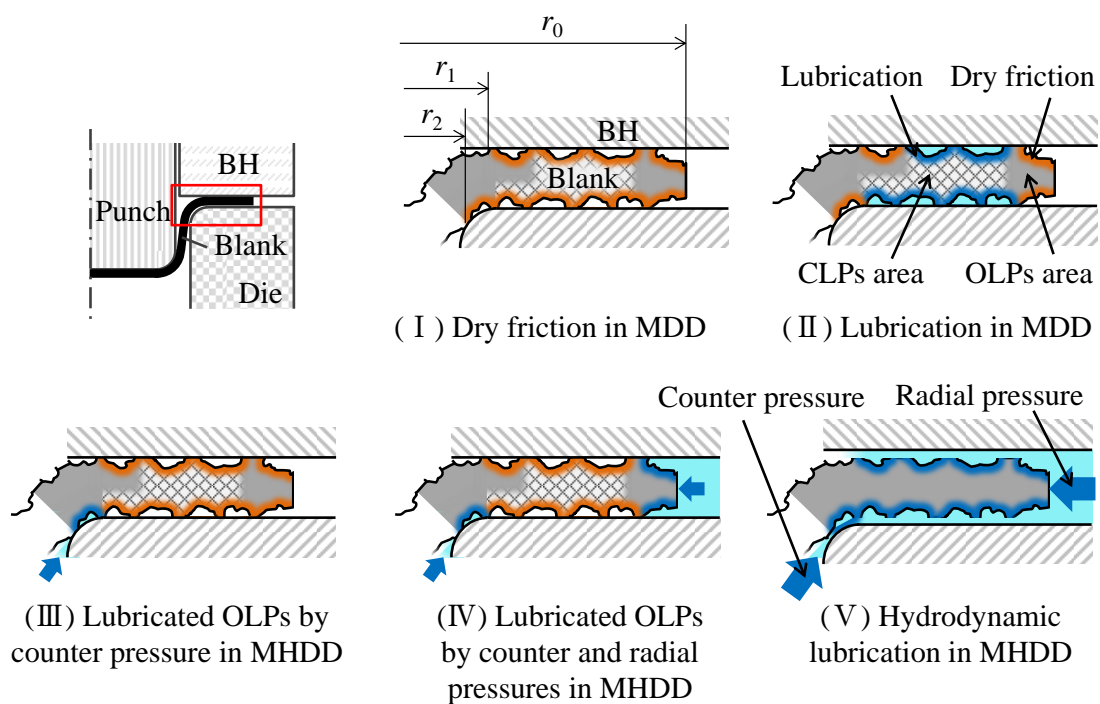 BH
Punch
Blank
Die
r0
r1
r2
BH
Blank
(Ⅰ) Dry friction in MDD
Lubrication
Dry friction
CLPs area
OLPs area
(Ⅱ) Lubrication in MDD
(Ⅲ) Lubricated OLPs by
counter pressure in MHDD
(Ⅳ) Lubricated OLPs
by counter and radial
pressures in MHDD
Counter pressure
Radial pressure
(Ⅴ) Hydrodynamic
lubrication in MHDD